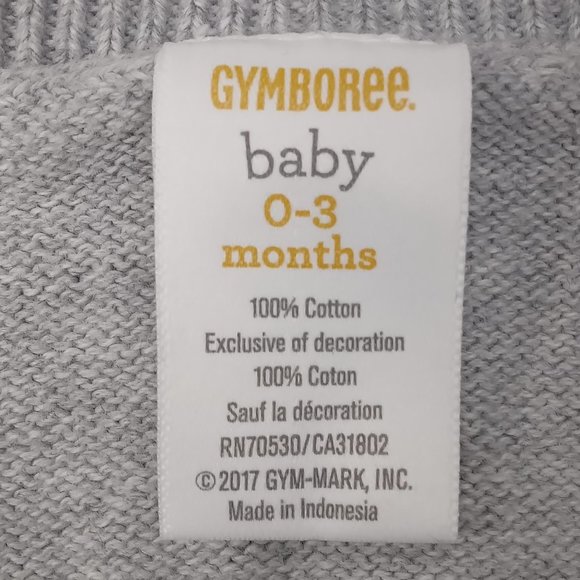 GYMBOREE.
baby
0-3
months
100% Cotton
Exclusive of decoration
100% Coton
Sauf la décoration
RN70530/CA31802
©2017 GYM-MARK, INC.
Made in Indonesia